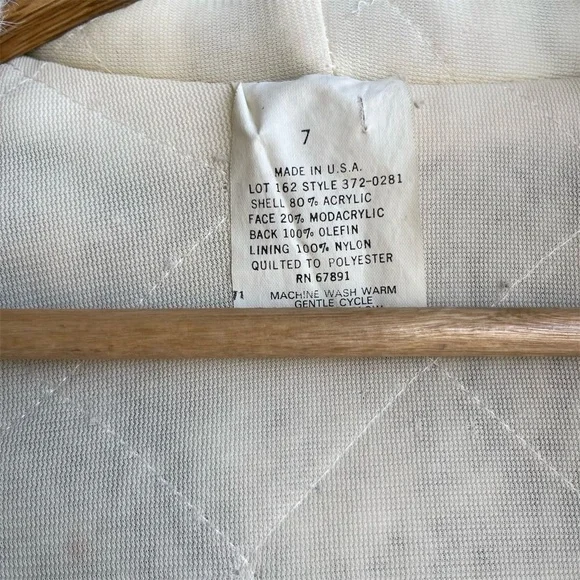 7
MADE IN U.S.A.
LOT 162 STYLE 372-0281
SHELL 80% ACRYLIC
FACE 20% MODACRYLIC
BACK 100% OLEFIN
LINING 100% NYLON
QUILTED TO POLYESTER
RN 67891
71 MACHINE WASH WARM
GENTLE CYCLE